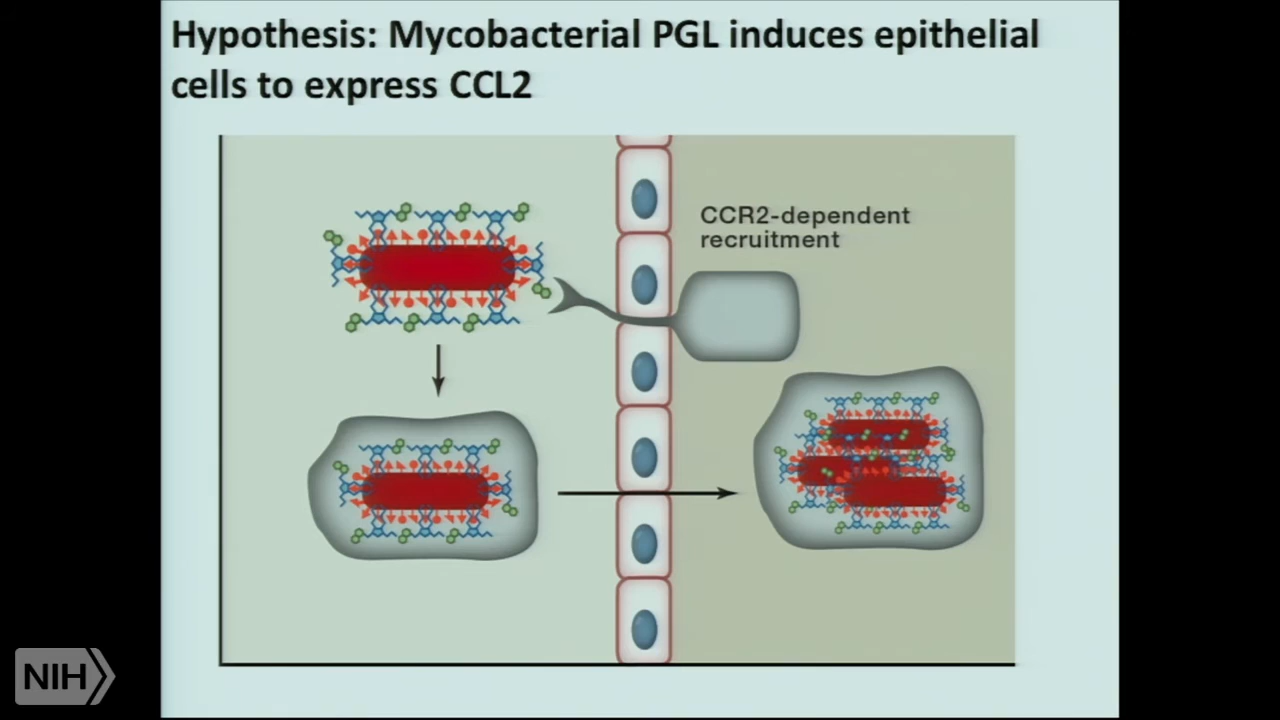 Hypothesis: Mycobacterial PGL induces epithelial
cells to express CCL2
CCR2-dependent
recruitment
NIH